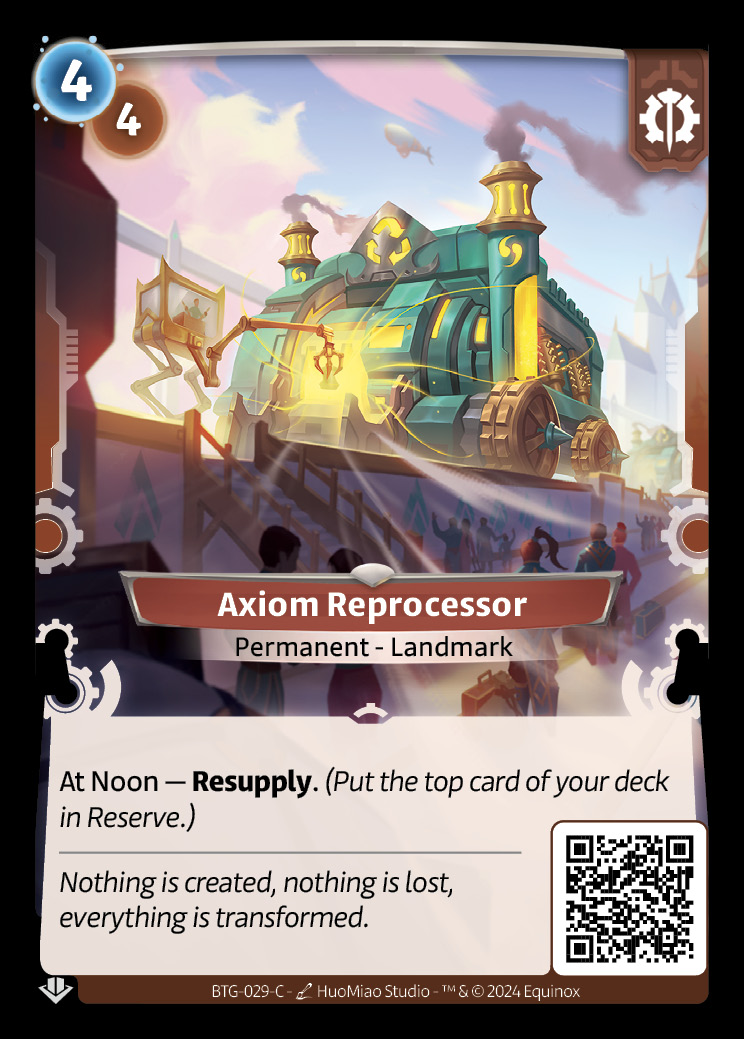 4
4
Axiom Reprocessor
Permanent - Landmark
At Noon — Resupply. (Put the top card of your deck
in Reserve.)
Nothing is created, nothing is lost,
everything is transformed.
BTG-029-C - HuoMiao Studio - ™ & © 2024 Equinox